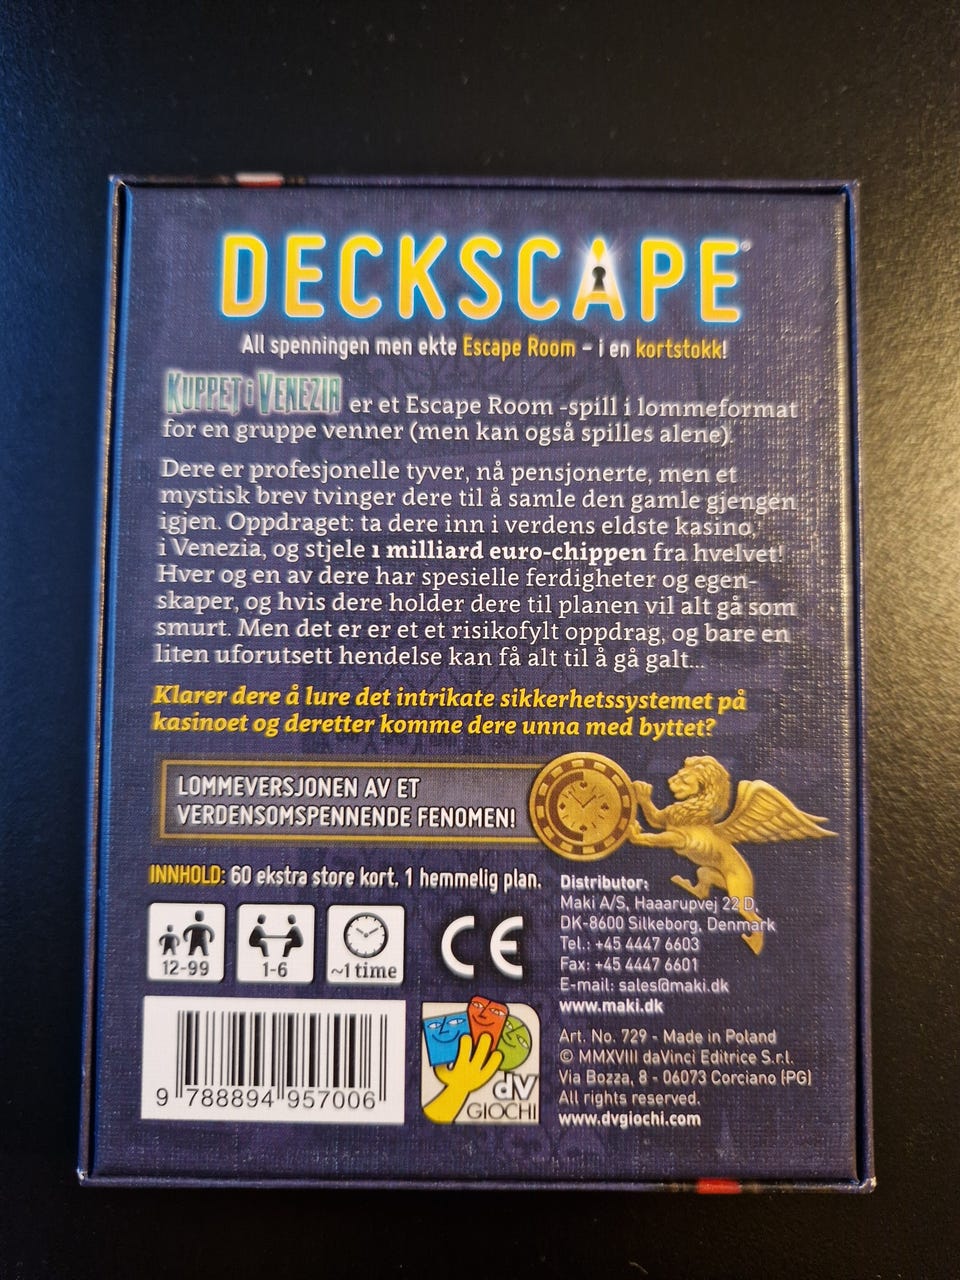 DECKSCAPE®
All spenningen men ekte Escape Room – i en kortstokk!
KUPPET i VENEZIA er et Escape Room -spill i lommeformat
for en gruppe venner (men kan også spilles alene).
Dere er profesjonelle tyver, nå pensjonerte, men et
mystisk brev tvinger dere til å samle den gamle gjengen
igjen. Oppdraget: ta dere inn i verdens eldste kasino,
i Venezia, og stjele 1 milliard euro-chippen fra hvelvet!
Hver og en av dere har spesielle ferdigheter og egen-
skaper, og hvis dere holder dere til planen vil alt gå som
smurt. Men det er er et et risikofylt oppdrag, og bare en
liten uforutsett hendelse kan få alt til å gå galt...
Klarer dere å lure det intrikate sikkerhetssystemet på
kasinoet og deretter komme dere unna med byttet?
LOMMEVERSJONEN AV ET
VERDENSOMSPENNENDE FENOMEN!
INNHOLD: 60 ekstra store kort, 1 hemmelig plan.
12-99
1-6
~1 time
CE
Distributor:
Maki A/S, Haaarupvej 22 D,
DK-8600 Silkeborg, Denmark
Tel.: +45 4447 6603
Fax: +45 4447 6601
E-mail: sales@maki.dk
www.maki.dk
9 788894 957006
dV
GIOCHI
Art. No. 729 - Made in Poland
© MMXVIII daVinci Editrice S.r.l.
Via Bozza, 8 - 06073 Corciano (PG)
All rights reserved.
www.dvgiochi.com